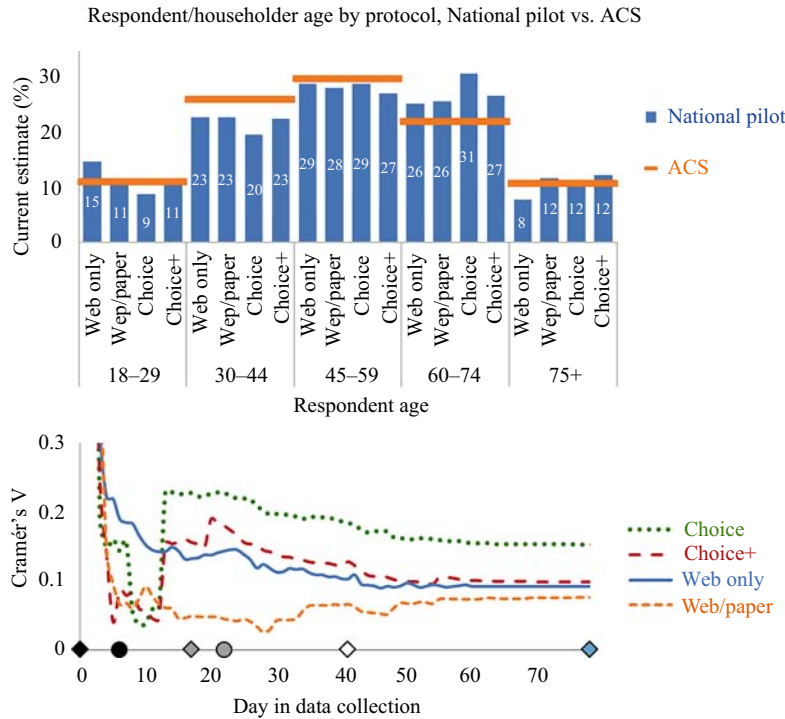 Respondent/householder age by protocol, National pilot vs. ACS
Current estimate (%)
30
20
10
0
15
11
9
11
23
23
20
23
29
28
29
27
26
26
31
27
8
12
12
12
National pilot
ACS
Web only
Wep/paper
Choice
Choice+
Web only
Wep/paper
Choice
Choice+
Web only
Wep/paper
Choice
Choice+
Web only
Wep/paper
Choice
Choice+
Web only
Wep/paper
Choice
Choice+
18–29
30–44
45–59
60–74
75+
Respondent age
Cramér's V
0.3
0.2
0.1
0
Choice
Choice+
Web only
Web/paper
0 10 20 30 40 50 60 70
Day in data collection